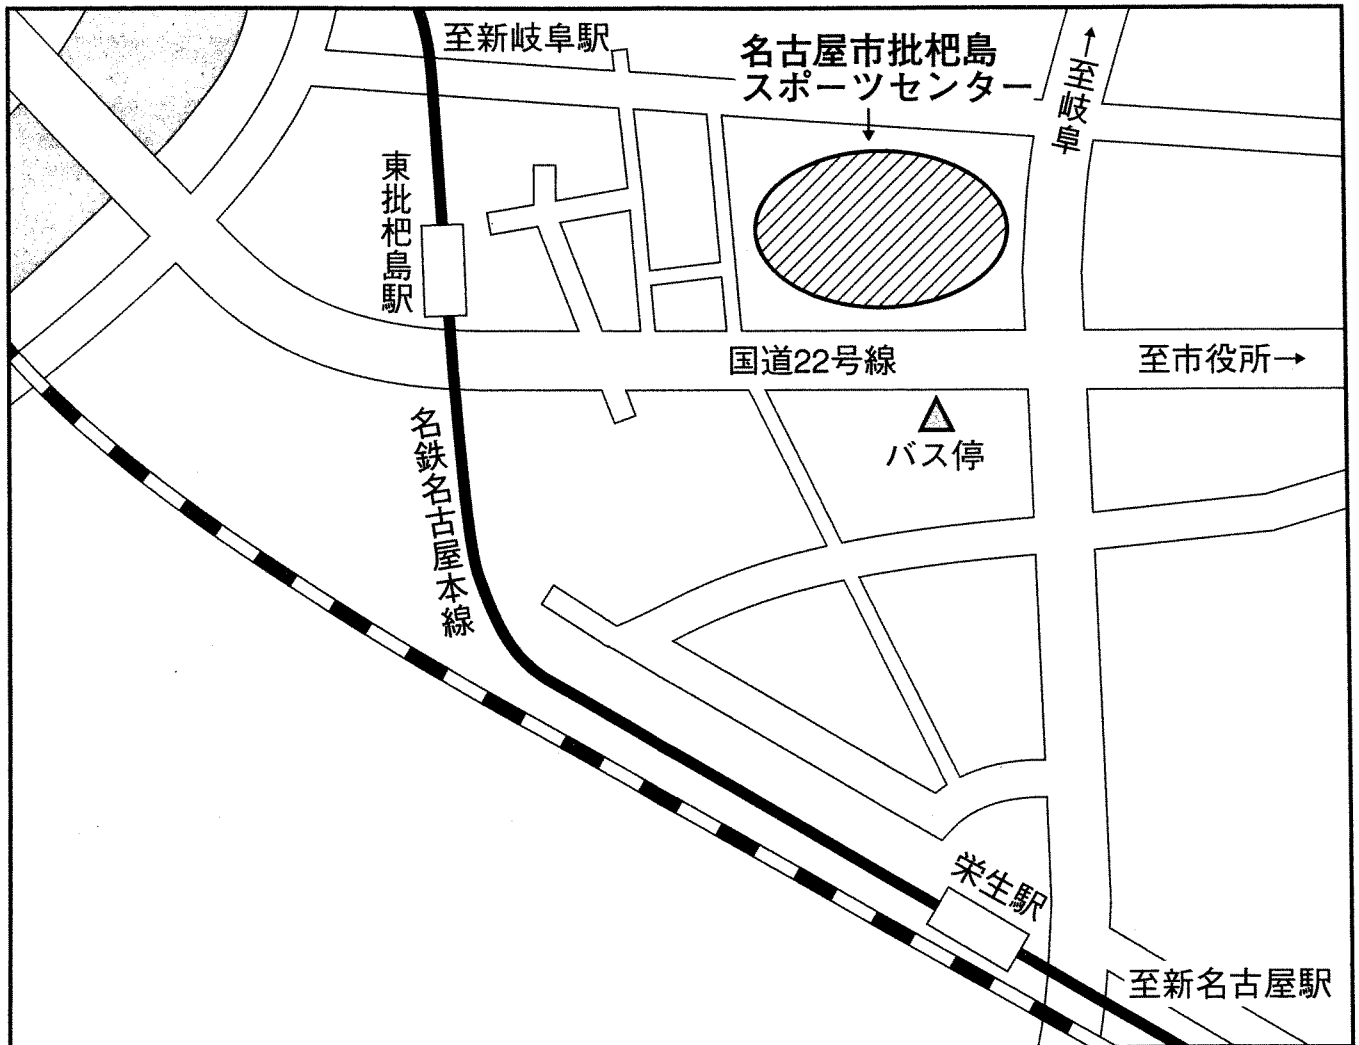 至新岐阜駅
名古屋市批杷島
スポーツセンター
↑至岐阜
東批杷島駅
国道22号線
至市役所→
バス停
名鉄名古屋本線
栄生駅
至新名古屋駅